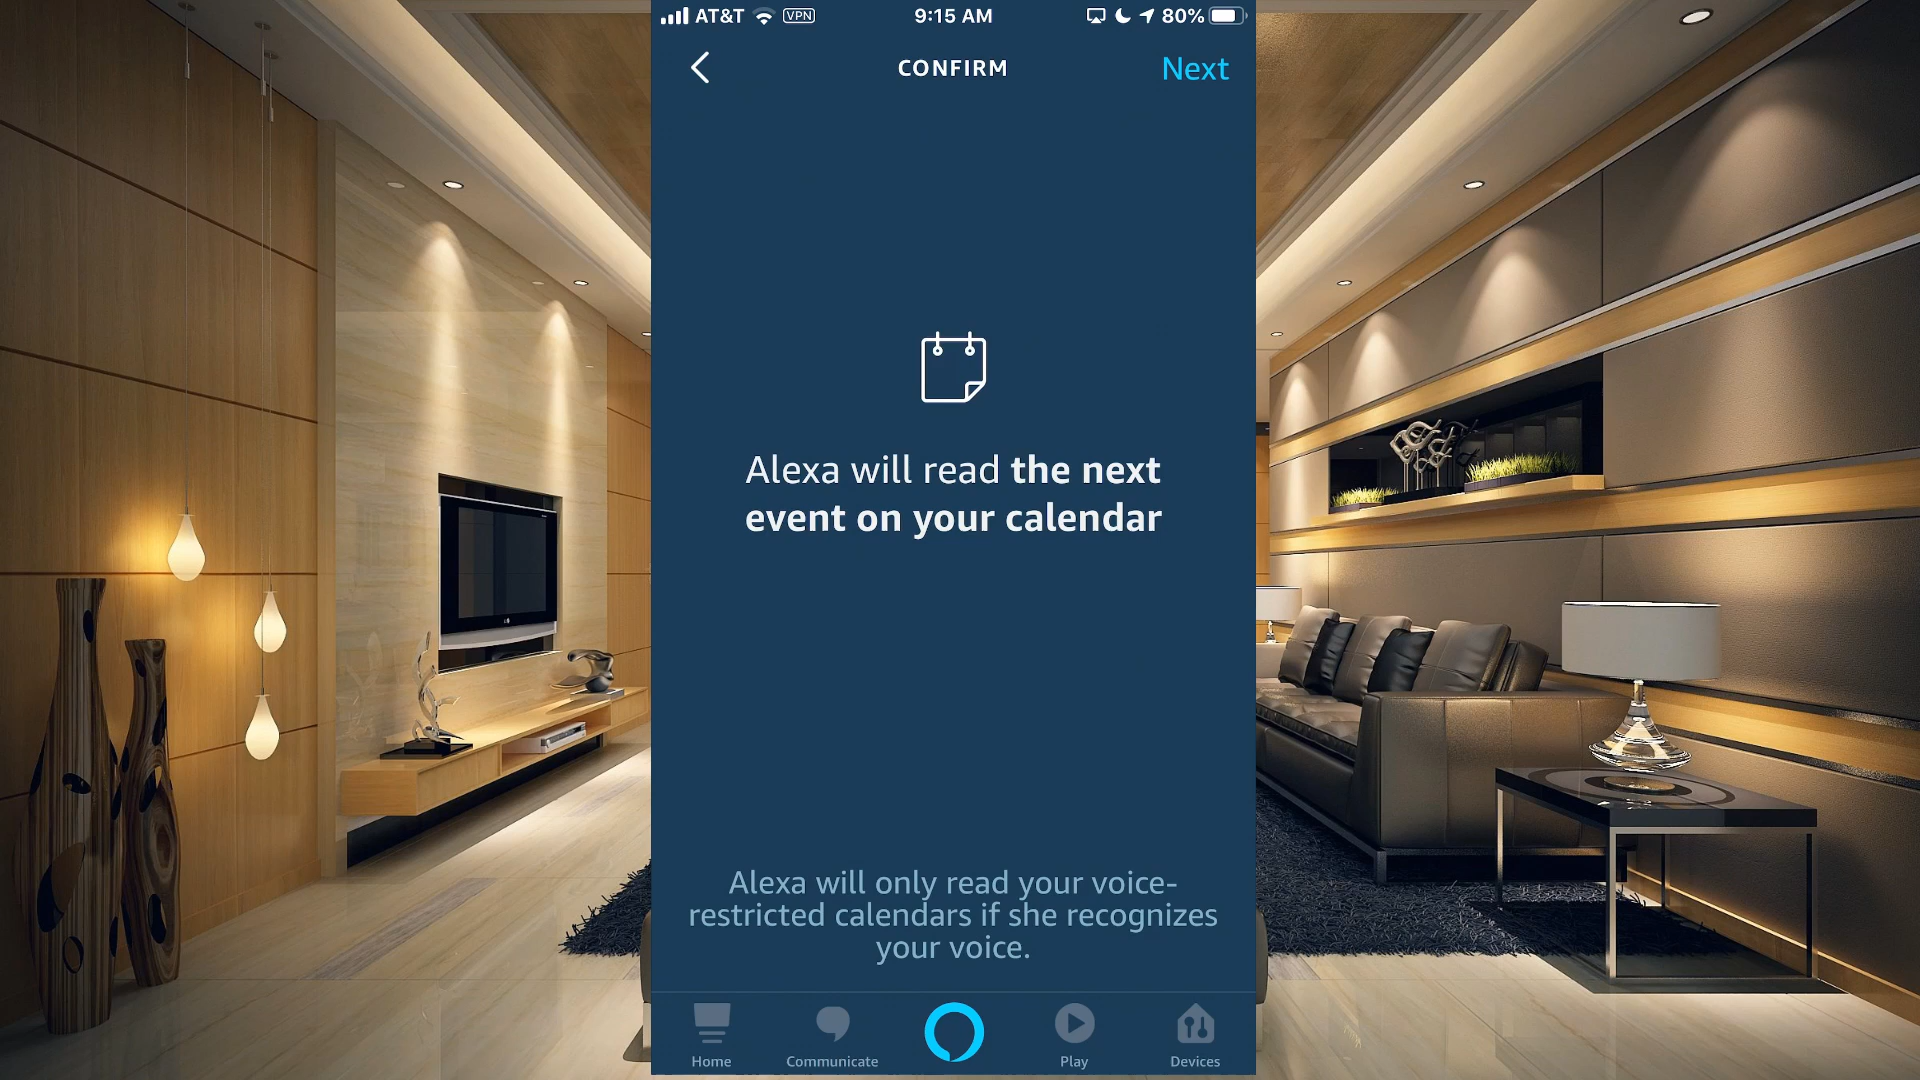 AT&T VPN 9:15 AM 80%
CONFIRM Next
Alexa will read the next
event on your calendar
Alexa will only read your voice-
restricted calendars if she recognizes
your voice.
Home Communicate Play Devices